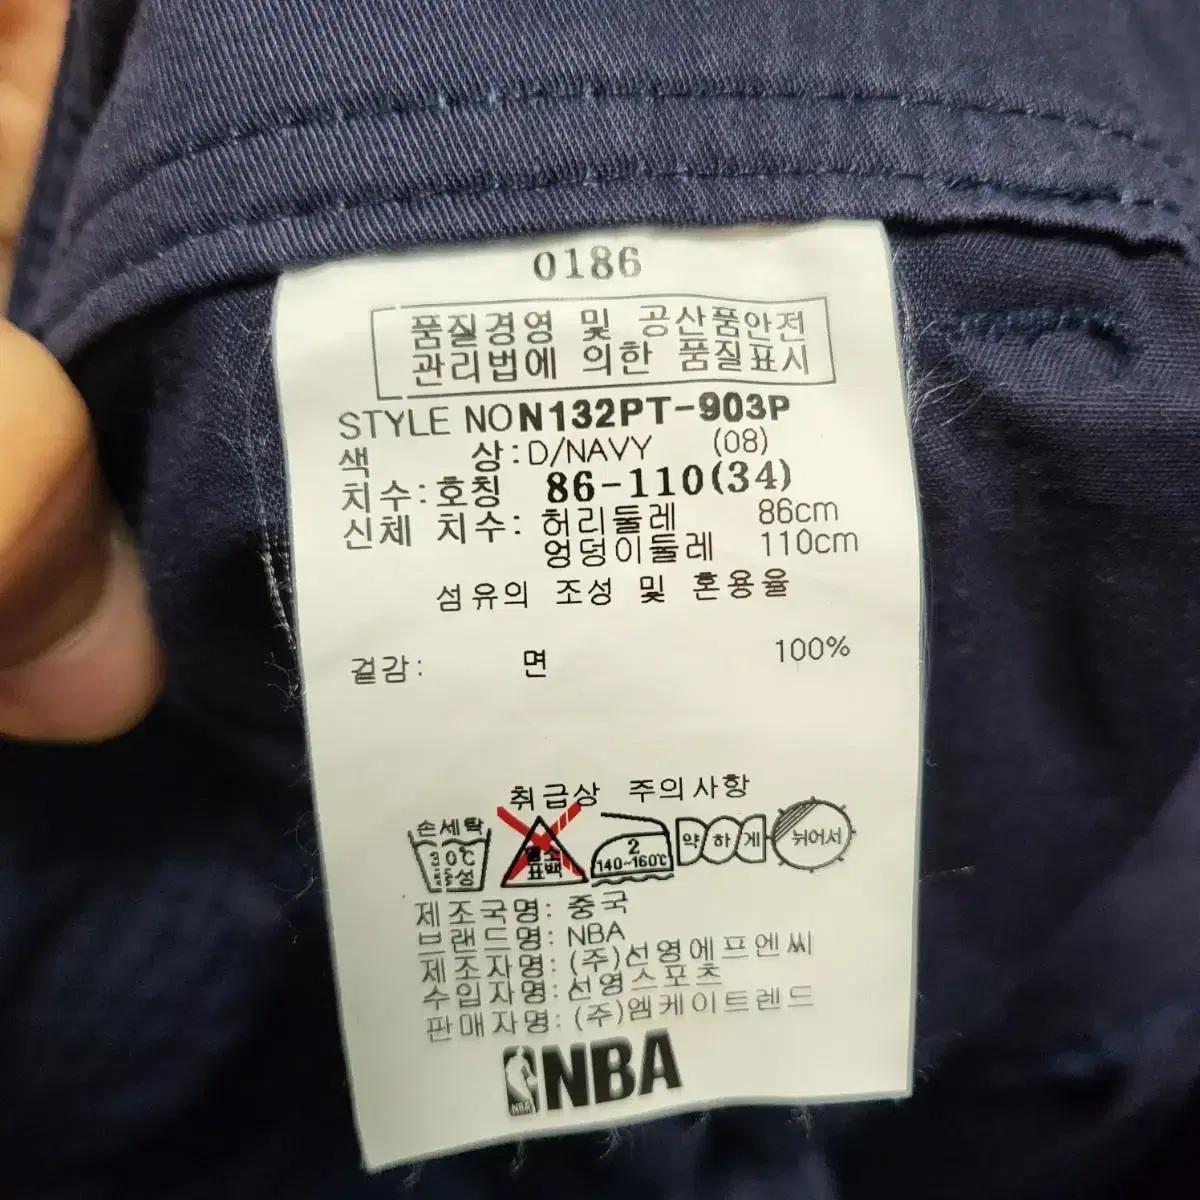 0186
품질경영 및 공산품안전
관리법에 의한 품질표시
STYLE NO N132PT-903P
색 상 : D/NAVY (08)
치수 : 호칭 86-110(34)
신체 치수 : 허리둘레 86cm
엉덩이둘레 110cm
섬유의 조성 및 혼용율
겉감 : 면 100%
취급상 주의사항
손세탁
30℃
중성
염소
표백
2
140~160℃
약하게
뉘어서
제조국명 : 중국
브랜드명 : NBA
제조자명 : (주)선영에프엔씨
수입자명 : 선영스포츠
판매자명 : (주)엠케이트렌드
NBA
NBA